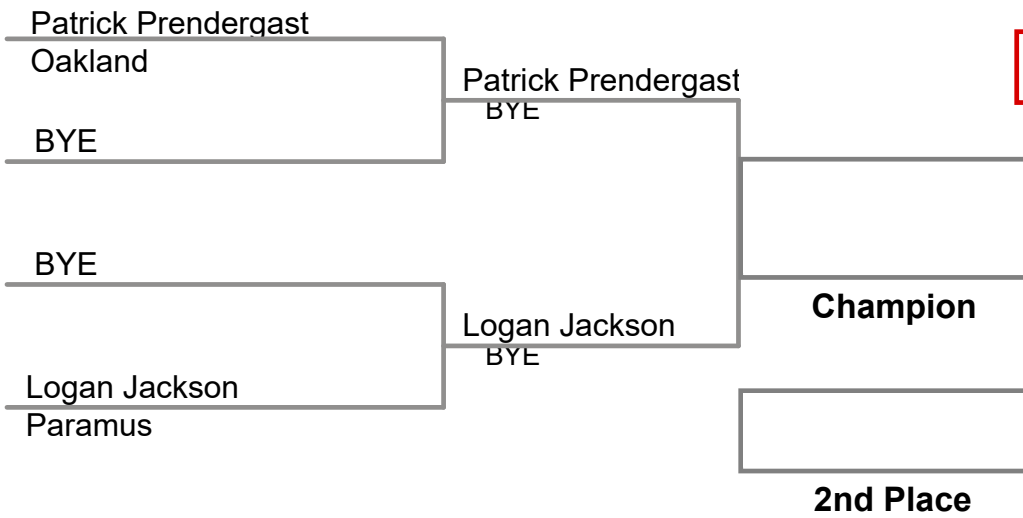 Patrick Prendergast
Oakland
Patrick Prendergast
BYE
BYE
BYE
Champion
Logan Jackson
BYE
Logan Jackson
Paramus
2nd Place